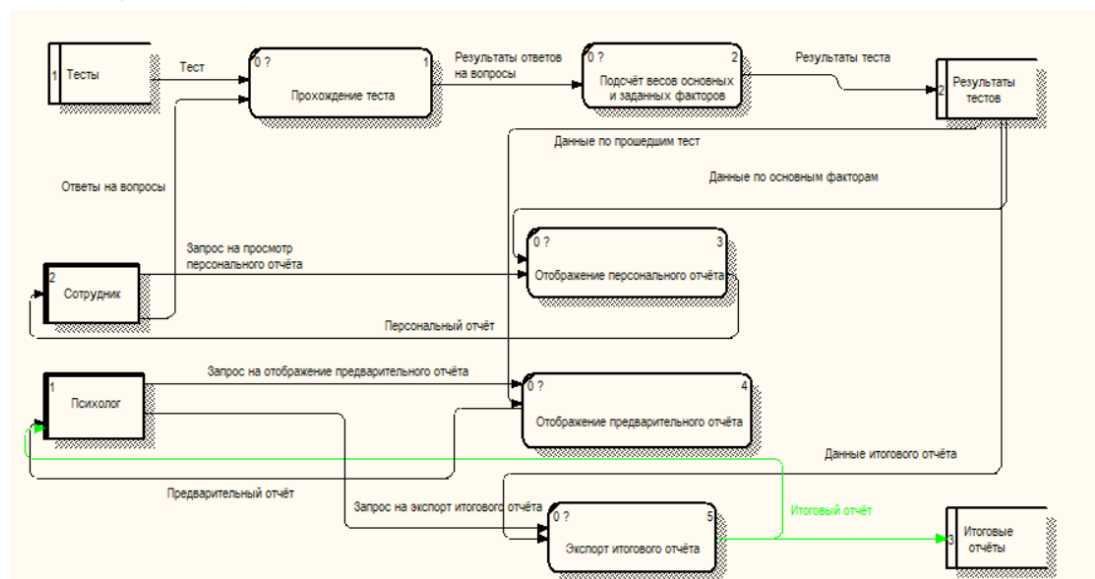 1
Тесты
Тест
0 ?
1
Прохождение теста
Результаты ответов
на вопросы
0 ?
2
Подсчёт весов основных
и заданных факторов
Результаты теста
2
Результаты
тестов
Данные по прошедшим тест
Данные по основным факторам
Ответы на вопросы
Запрос на просмотр
персонального отчёта
0 ?
3
Отображение персонального отчёта
2
Сотрудник
Персональный отчёт
Запрос на отображение предварительного отчёта
1
Психолог
0 ?
4
Отображение предварительного отчёта
Данные итогового отчёта
Предварительный отчёт
Запрос на экспорт итогового отчёта
0 ?
5
Экспорт итогового отчёта
Итоговый отчёт
3
Итоговые
отчёты